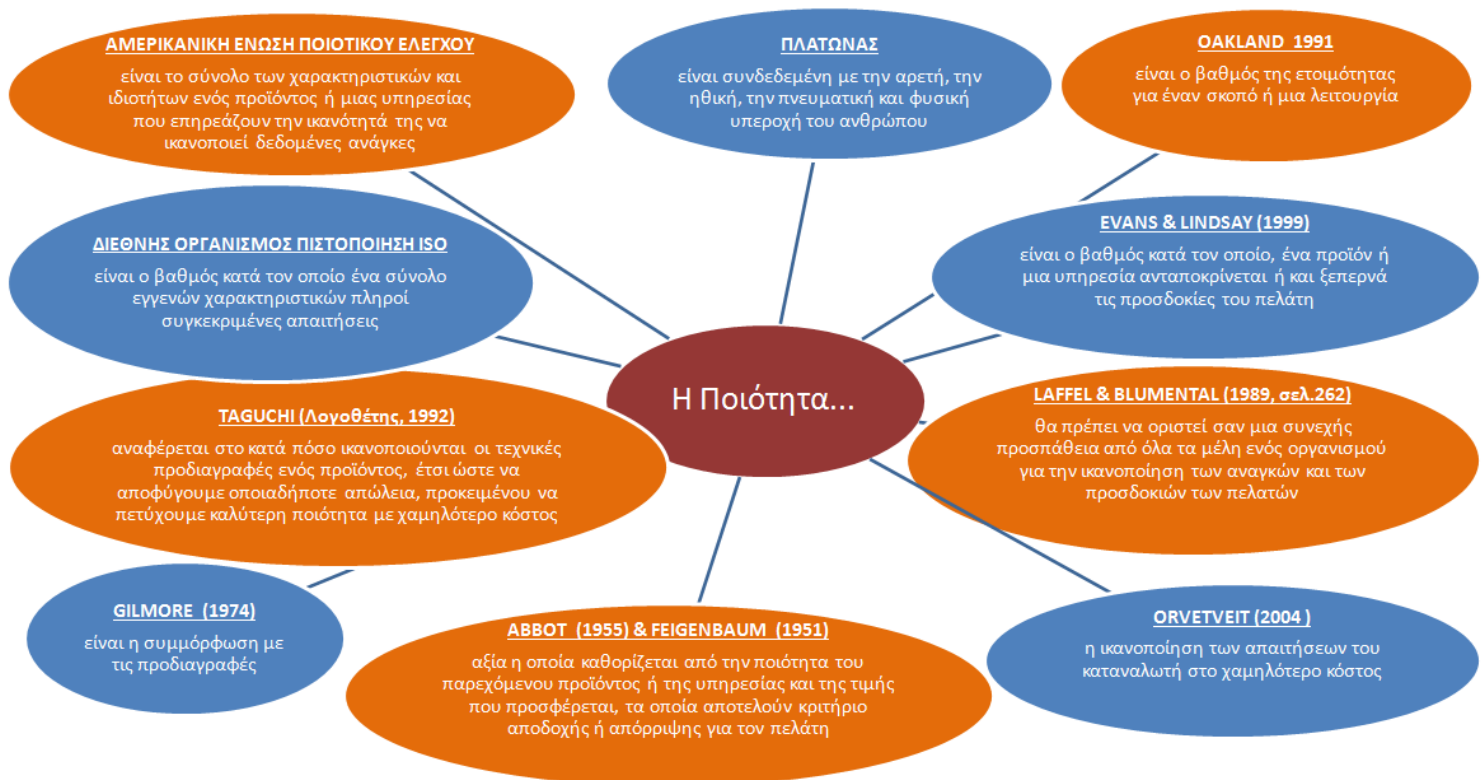 ΑΜΕΡΙΚΑΝΙΚΗ ΕΝΩΣΗ ΠΟΙΟΤΙΚΟΥ ΕΛΕΓΧΟΥ
είναι το σύνολο των χαρακτηριστικών και
ιδιοτήτων ενός προϊόντος ή μιας υπηρεσίας
που επηρεάζουν την ικανότητά της να
ικανοποιεί δεδομένες ανάγκες
ΠΛΑΤΩΝΑΣ
είναι συνδεδεμένη με την αρετή, την
ηθική, την πνευματική και φυσική
υπεροχή του ανθρώπου
OAKLAND 1991
είναι ο βαθμός της ετοιμότητας
για έναν σκοπό ή μια λειτουργία
ΔΙΕΘΝΗΣ ΟΡΓΑΝΙΣΜΟΣ ΠΙΣΤΟΠΟΙΗΣΗ ISO
είναι ο βαθμός κατά τον οποίο ένα σύνολο
εγγενών χαρακτηριστικών πληροί
συγκεκριμένες απαιτήσεις
EVANS & LINDSAY (1999)
είναι ο βαθμός κατά τον οποίο, ένα προϊόν ή
μια υπηρεσία ανταποκρίνεται ή και ξεπερνά
τις προσδοκίες του πελάτη
Η Ποιότητα...
TAGUCHI (Λογοθέτης, 1992)
αναφέρεται στο κατά πόσο ικανοποιούνται οι τεχνικές
προδιαγραφές ενός προϊόντος, έτσι ώστε να
αποφύγουμε οποιαδήποτε απώλεια, προκειμένου να
πετύχουμε καλύτερη ποιότητα με χαμηλότερο κόστος
LAFFEL & BLUMENTAL (1989, σελ.262)
θα πρέπει να οριστεί σαν μια συνεχής
προσπάθεια από όλα τα μέλη ενός οργανισμού
για την ικανοποίηση των αναγκών και των
προσδοκιών των πελατών
GILMORE (1974)
είναι η συμμόρφωση με
τις προδιαγραφές
ABBOT (1955) & FEIGENBAUM (1951)
αξία η οποία καθορίζεται από την ποιότητα του
παρεχόμενου προϊόντος ή της υπηρεσίας και της τιμής
που προσφέρεται, τα οποία αποτελούν κριτήριο
αποδοχής ή απόρριψης για τον πελάτη
ORVETVEIT (2004 )
η ικανοποίηση των απαιτήσεων του
καταναλωτή στο χαμηλότερο κόστος